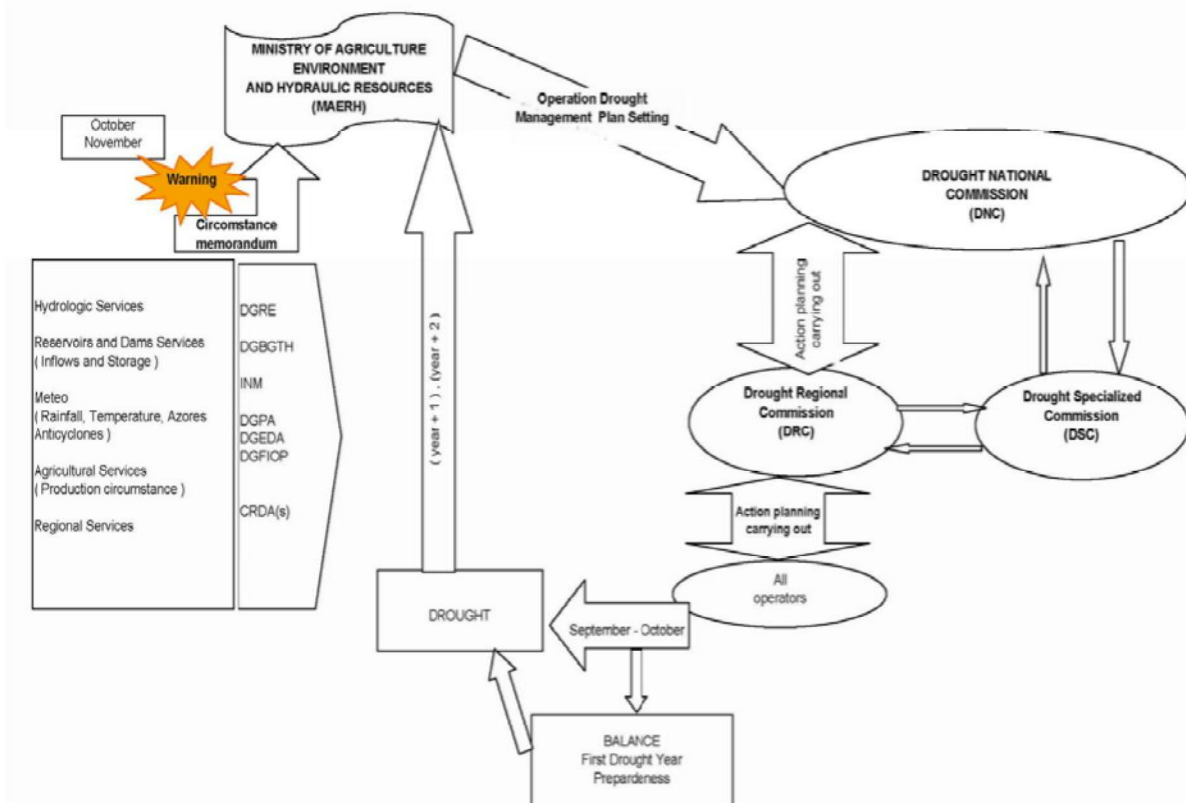 MINISTRY OF AGRICULTURE
ENVIRONMENT
AND HYDRAULIC RESOURCES
(MAERH)
October
November
Warning
Circomstance
memorandum
Operation Drought
Management Plan Setting
DROUGHT NATIONAL
COMMISSION
(DNC)
Hydrologic Services
Reservoirs and Dams Services
( Inflows and Storage )
Meteo
( Rainfall, Temperature, Azores
Anticyclones )
Agricultural Services
( Production circumstance )
Regional Services
DGRE
DGBGTH
INM
DGPA
DGEDA
DGFIOP
CRDA(s)
( year + 1 ) , (year + 2 )
Action planning
carrying out
Drought Regional
Commission
(DRC)
Drought Specialized
Commission
(DSC)
Action planning
carrying out
All
operators
DROUGHT
September - October
BALANCE
First Drought Year
Prepardeness